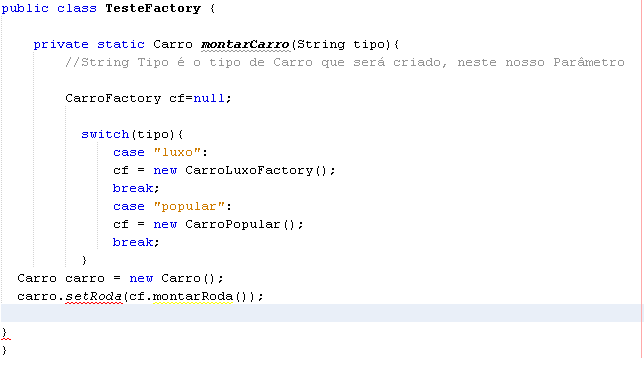 public class TesteFactory {
private static Carro montarCarro(String tipo){
//String Tipo é o tipo de Carro que será criado, neste nosso Parâmetro
CarroFactory cf=null;
switch(tipo){
case "luxo":
cf = new CarroLuxoFactory();
break;
case "popular":
cf = new CarroPopular();
break;
}
Carro carro = new Carro();
carro.setRoda(cf.montarRoda());
}
}